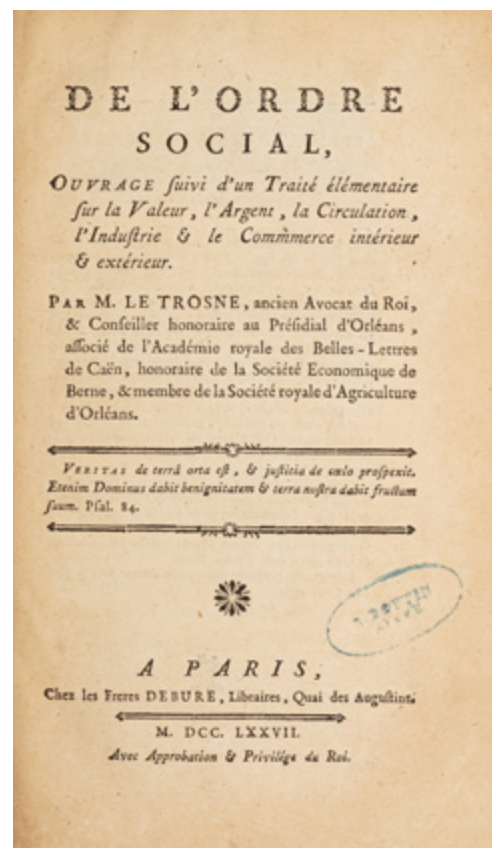 DE L'ORDRE
SOCIAL,
OUVRAGE ſuivi d'un Traité élémentaire
ſur la Valeur, l'Argent, la Circulation,
l'Induſtrie & le Commerce intérieur
& extérieur.
PAR M. LE TROSNE, ancien Avocat du Roi,
& Conſeiller honoraire au Préſidial d'Orléans,
aſſocié de l'Académie royale des Belles-Lettres
de Caën, honoraire de la Société Economique de
Berne, & membre de la Société royale d'Agriculture
d'Orléans.
VERITAS de terrâ orta eſt, & juſtitia de cœlo proſpexit.
Etenim Dominus dabit benignitatem & terra noſtra dabit fructum
ſuum. Pſal. 84.
A PARIS,
Chez les Freres DEBURE, Libraires, Quai des Auguſtins.
M. DCC. LXXVII.
Avec Approbation & Privilége du Roi.